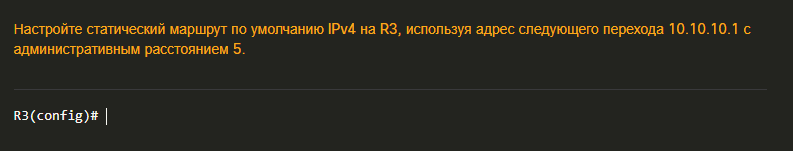 Настройте статический маршрут по умолчанию IPv4 на R3, используя адрес следующего перехода 10.10.10.1 с
административным расстоянием 5.
R3(config)#